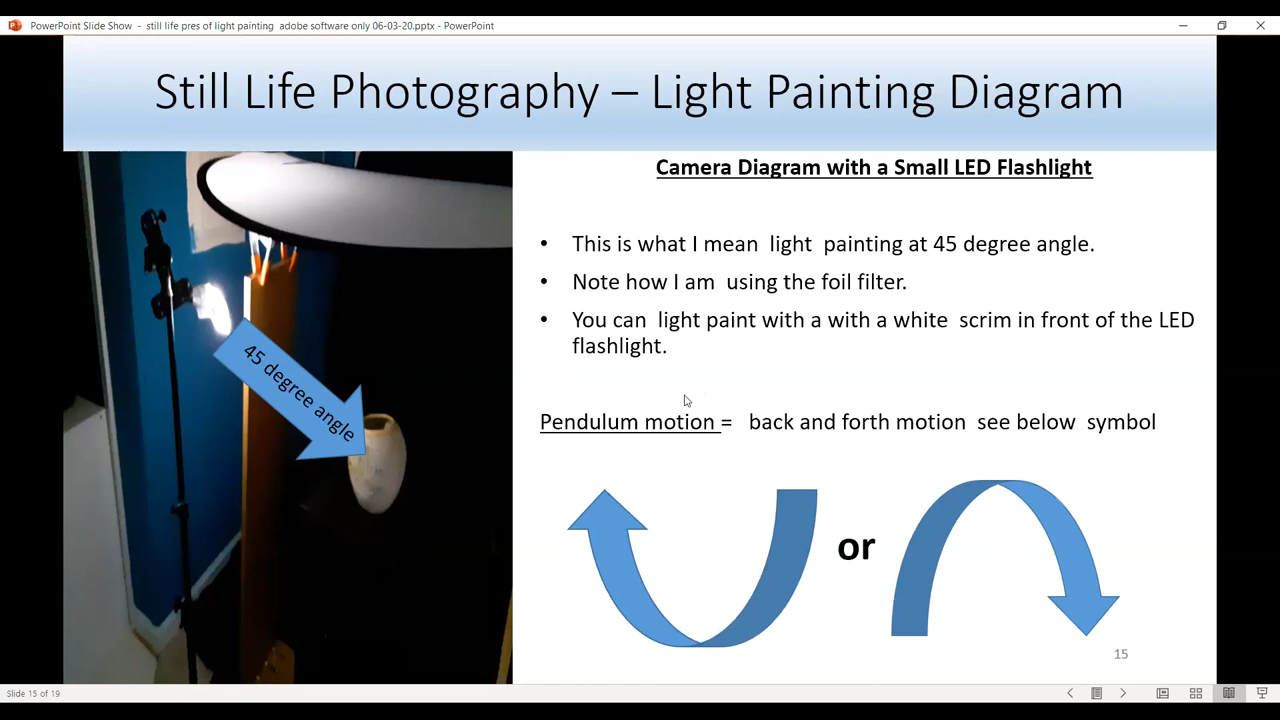 PowerPoint Slide Show - still life pres of light painting adobe software only 06-03-20.pptx - PowerPoint
Still Life Photography – Light Painting Diagram
Camera Diagram with a Small LED Flashlight
• This is what I mean light painting at 45 degree angle.
• Note how I am using the foil filter.
• You can light paint with a with a white scrim in front of the LED
flashlight.
45 degree angle
Pendulum motion = back and forth motion see below symbol
or
15
Slide 15 of 19